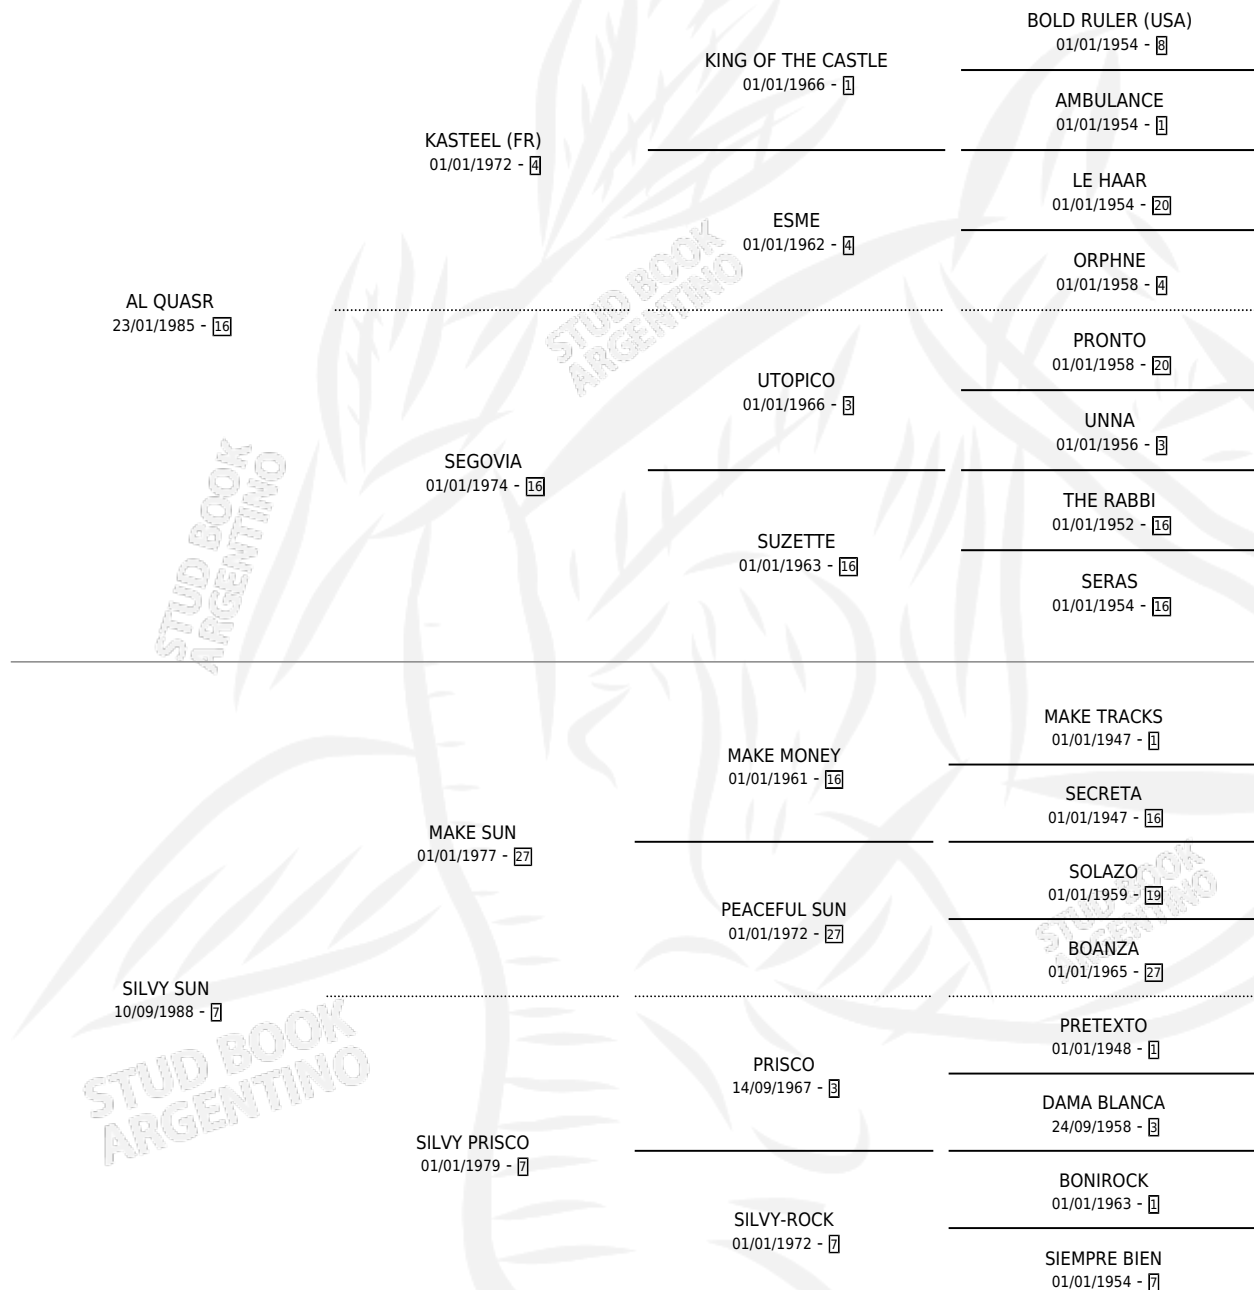 BOLD RULER (USA)
01/01/1954 - 8
KING OF THE CASTLE
01/01/1966 - 1
AMBULANCE
01/01/1954 - 1
KASTEEL (FR)
01/01/1972 - 4
LE HAAR
01/01/1954 - 20
ESME
01/01/1962 - 4
ORPHNE
01/01/1958 - 4
AL QUASR
23/01/1985 - 16
PRONTO
01/01/1958 - 20
UTOPICO
01/01/1966 - 3
UNNA
01/01/1956 - 3
SEGOVIA
01/01/1974 - 16
THE RABBI
01/01/1952 - 16
SUZETTE
01/01/1963 - 16
SERAS
01/01/1954 - 16
MAKE TRACKS
01/01/1947 - 1
MAKE MONEY
01/01/1961 - 16
SECRETA
01/01/1947 - 16
MAKE SUN
01/01/1977 - 27
SOLAZO
01/01/1959 - 19
PEACEFUL SUN
01/01/1972 - 27
BOANZA
01/01/1965 - 27
SILVY SUN
10/09/1988 - 7
PRETEXTO
01/01/1948 - 1
PRISCO
14/09/1967 - 3
DAMA BLANCA
24/09/1958 - 3
SILVY PRISCO
01/01/1979 - 7
BONIROCK
01/01/1963 - 1
SILVY-ROCK
01/01/1972 - 7
SIEMPRE BIEN
01/01/1954 - 7
STUD BOOK
ARGENTINO
STUD BOOK
ARGENTINO
STUD BOOK
ARGENTINO
STUD BOOK
ARGENTINO